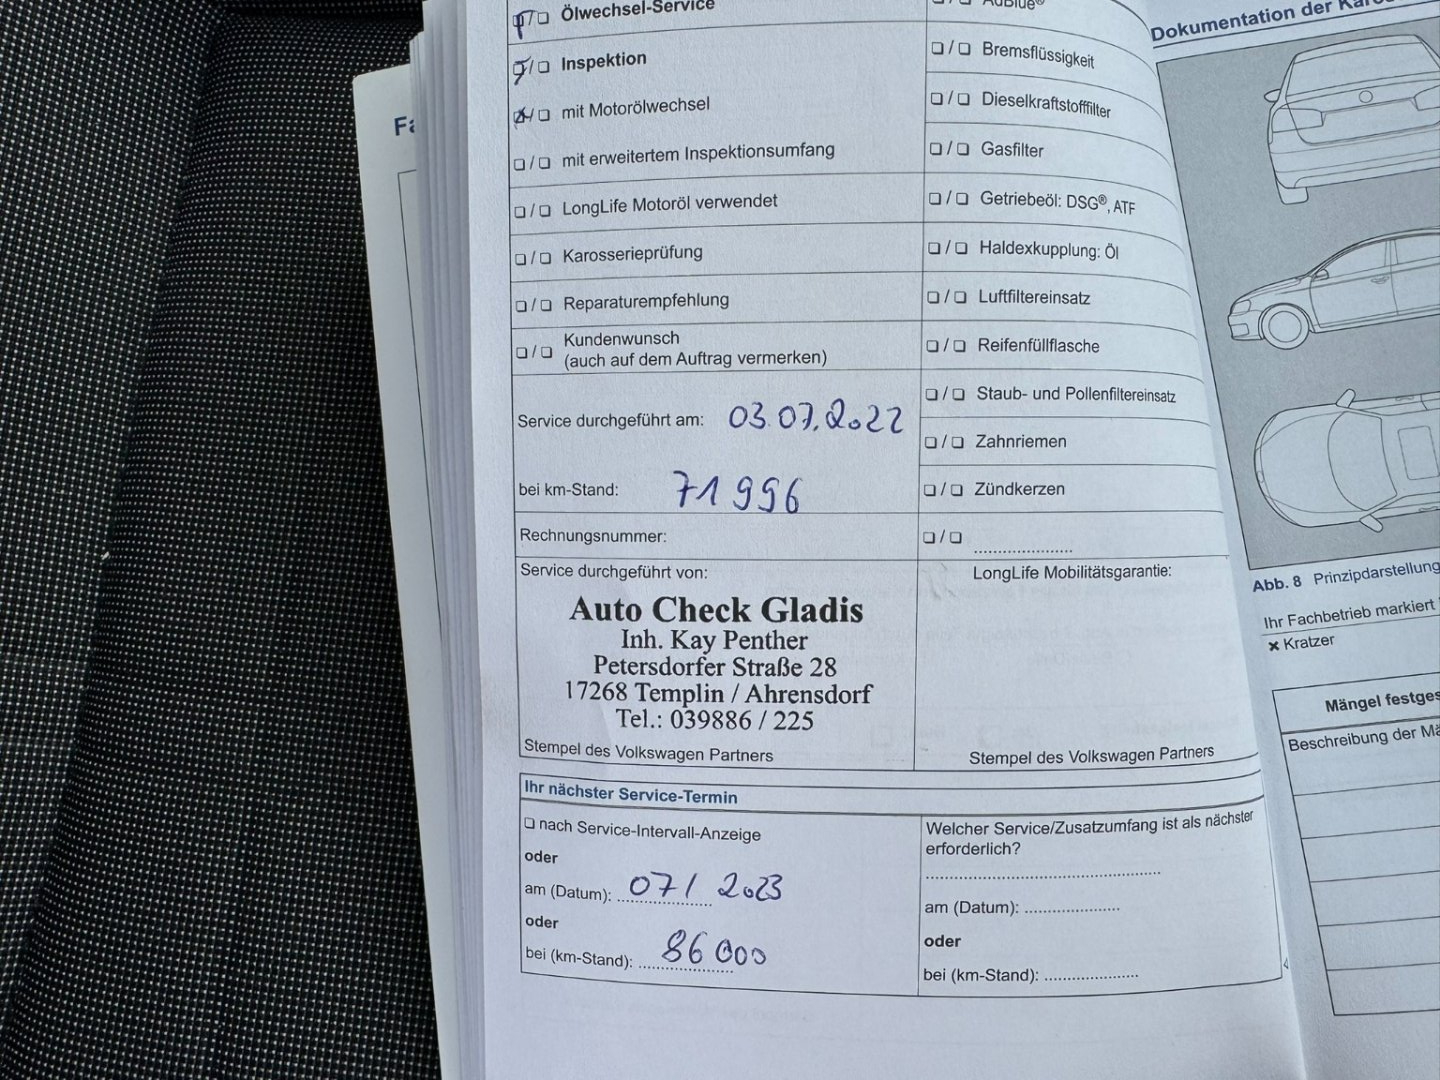 Ölwechsel-Service
Inspektion
mit Motorölwechsel
mit erweitertem Inspektionsumfang
LongLife Motoröl verwendet
Karosserieprüfung
Reparaturempfehlung
Kundenwunsch
(auch auf dem Auftrag vermerken)
Service durchgeführt am: 03.07.2022
bei km-Stand: 71 996
Rechnungsnummer:
Service durchgeführt von:
Auto Check Gladis
Inh. Kay Penther
Petersdorfer Straße 28
17268 Templin / Ahrensdorf
Tel.: 039886 / 225
Stempel des Volkswagen Partners
AdBlue®
Bremsflüssigkeit
Dieselkraftstofffilter
Gasfilter
Getriebeöl: DSG®, ATF
Haldexkupplung: Öl
Luftfiltereinsatz
Reifenfüllflasche
Staub- und Pollenfiltereinsatz
Zahnriemen
Zündkerzen
LongLife Mobilitätsgarantie:
Stempel des Volkswagen Partners
Ihr nächster Service-Termin
nach Service-Intervall-Anzeige
oder
am (Datum): 07/ 2023
oder
bei (km-Stand): 86 000
Welcher Service/Zusatzumfang ist als nächster
erforderlich?
am (Datum):
oder
bei (km-Stand):
Dokumentation der
Abb. 8 Prinzipdarstellung
Ihr Fachbetrieb markiert
✖ Kratzer
Mängel
Beschreibung der